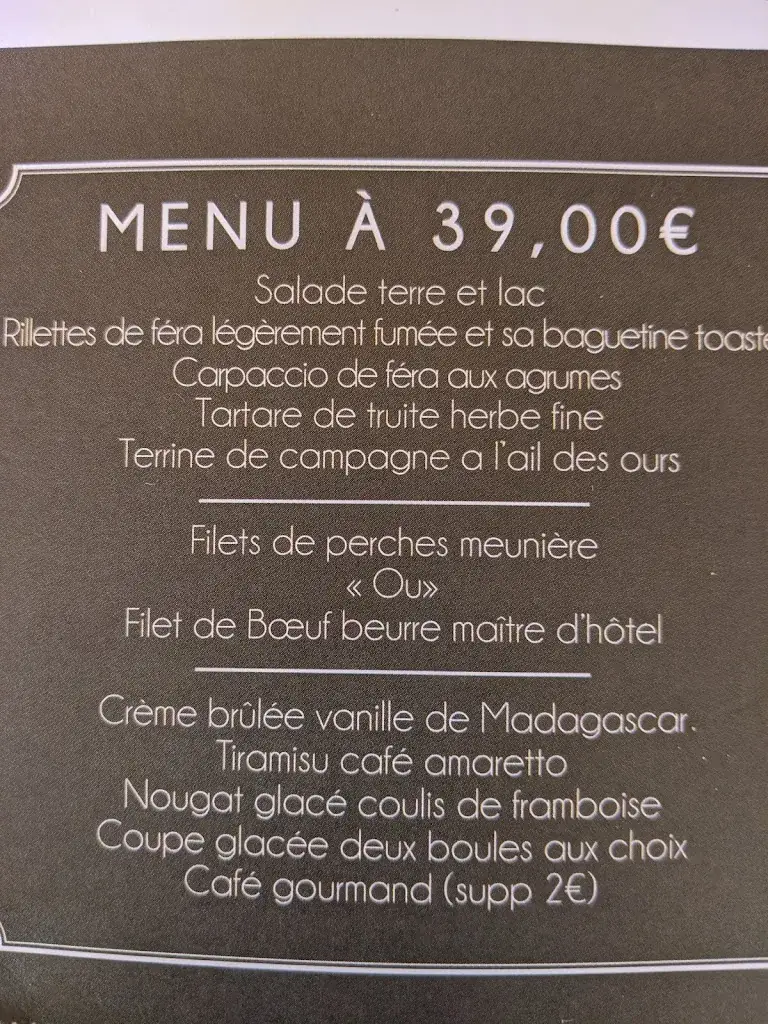 MENU À 39,00€
Salade terre et lac
Rillettes de féra légèrement fumée et sa baguetine
Carpaccio de féra aux agrumes
Tartare de truite herbe fine
Terrine de campagne a l'ail des ours
Filets de perches meunière
« Ou»
Filet de Bœuf beurre maître d'hôtel
Crème brûlée vanille de Madagascar.
Tiramisu café amaretto
Nougat glacé coulis de framboise
Coupe glacée deux boules aux choix
Café gourmand (supp 2€)